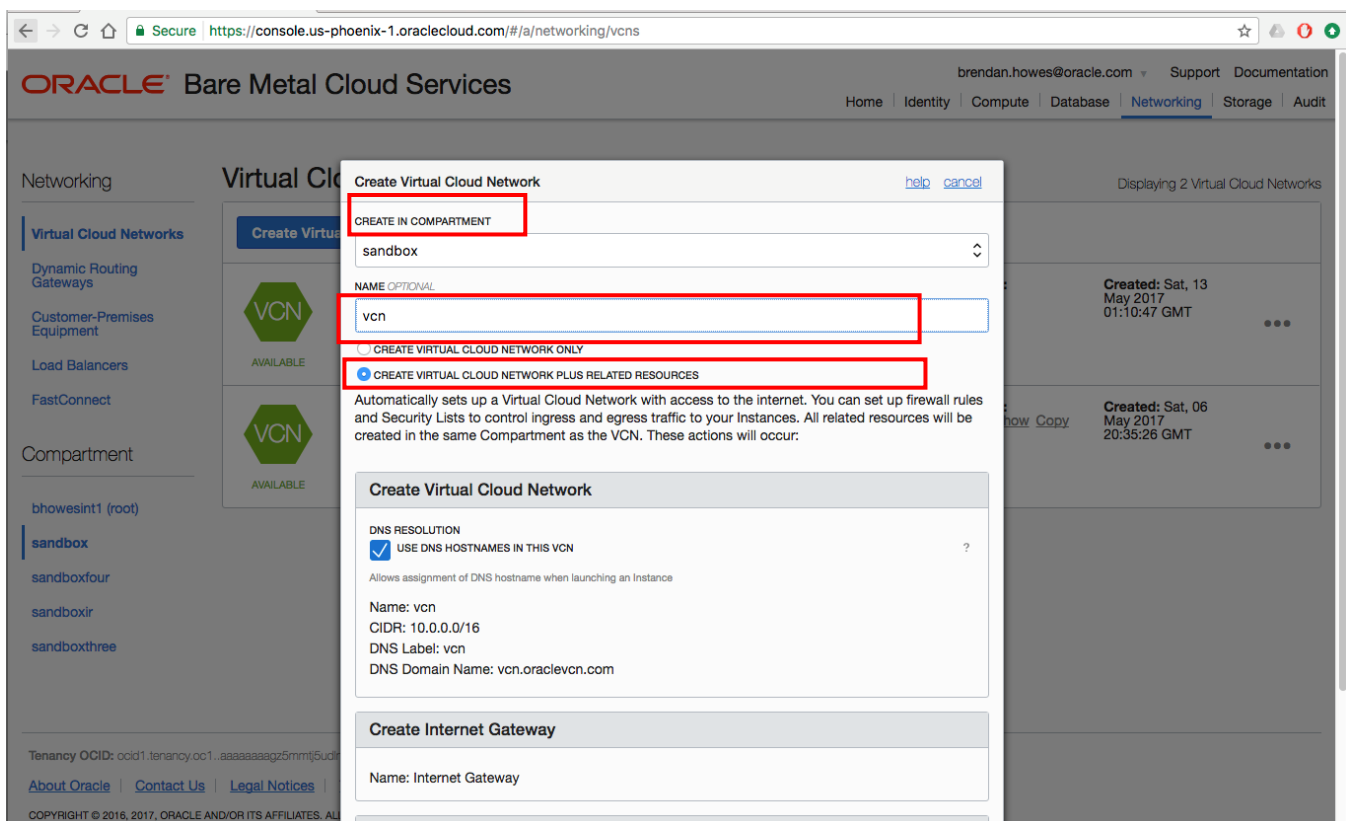 Secure https://console.us-phoenix-1.oraclecloud.com/#/a/networking/vcns
ORACLE Bare Metal Cloud Services
brendan.howes@oracle.com Support Documentation
Home Identity Compute Database Networking Storage Audit
Networking
Virtual Cloud Networks
Dynamic Routing
Gateways
Customer-Premises
Equipment
Load Balancers
FastConnect
Compartment
bhowesint1 (root)
sandbox
sandboxfour
sandboxir
sandboxthree
Virtual Clo
Displaying 2 Virtual Cloud Networks
Create Virtua
VCN
AVAILABLE
Created: Sat, 13
May 2017
01:10:47 GMT
VCN
AVAILABLE
how Copy
Created: Sat, 06
May 2017
20:35:26 GMT
Create Virtual Cloud Network
help cancel
CREATE IN COMPARTMENT
sandbox
NAME OPTIONAL
vcn
CREATE VIRTUAL CLOUD NETWORK ONLY
CREATE VIRTUAL CLOUD NETWORK PLUS RELATED RESOURCES
Automatically sets up a Virtual Cloud Network with access to the internet. You can set up firewall rules
and Security Lists to control ingress and egress traffic to your Instances. All related resources will be
created in the same Compartment as the VCN. These actions will occur:
Create Virtual Cloud Network
DNS RESOLUTION
USE DNS HOSTNAMES IN THIS VCN
?
Allows assignment of DNS hostname when launching an Instance
Name: vcn
CIDR: 10.0.0.0/16
DNS Label: vcn
DNS Domain Name: vcn.oraclevcn.com
Create Internet Gateway
Name: Internet Gateway
Tenancy OCID:
About Oracle Contact Us Legal Notices
COPYRIGHT © 2016, 2017, ORACLE AND/OR ITS AFFILIATES. AL